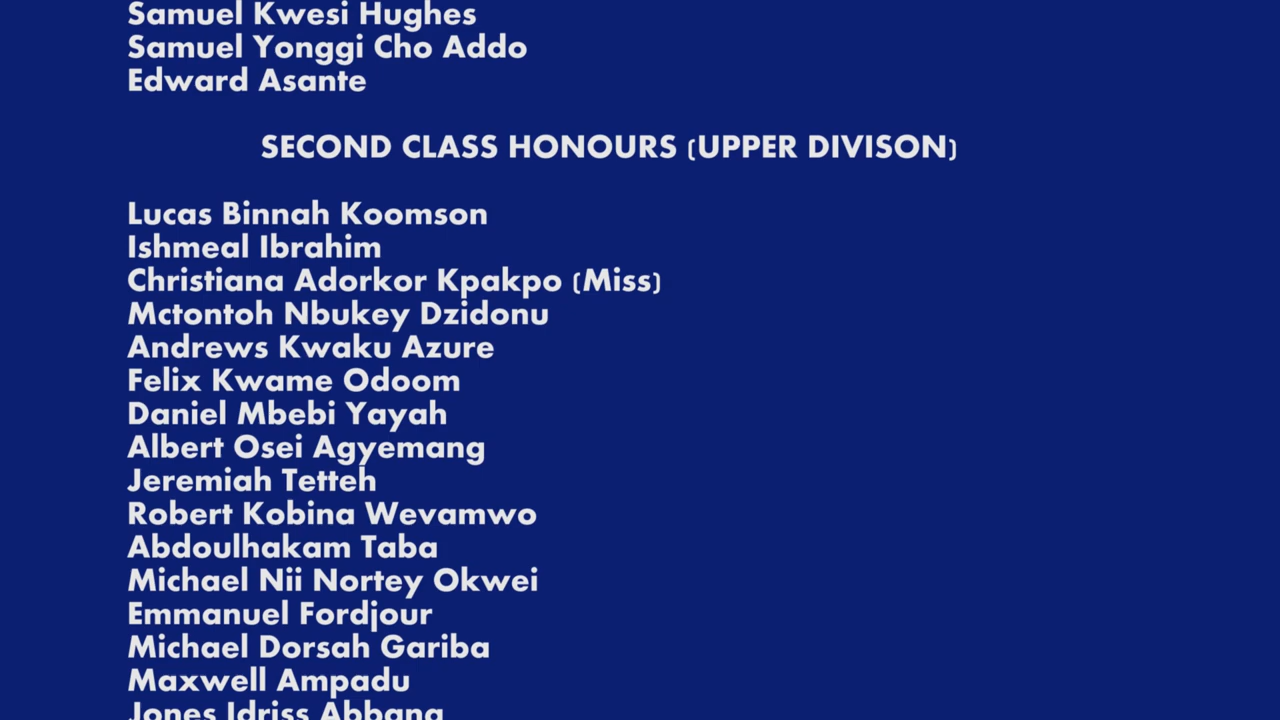 Samuel Kwesi Hughes
Samuel Yonggi Cho Addo
Edward Asante
SECOND CLASS HONOURS (UPPER DIVISON)
Lucas Binnah Koomson
Ishmeal Ibrahim
Christiana Adorkor Kpakpo (Miss)
Mctontoh Nbukey Dzidonu
Andrews Kwaku Azure
Felix Kwame Odoom
Daniel Mbebi Yayah
Albert Osei Agyemang
Jeremiah Tetteh
Robert Kobina Wevamwo
Abdoulhakam Taba
Michael Nii Nortey Okwei
Emmanuel Fordjour
Michael Dorsah Gariba
Maxwell Ampadu
Jones Idriss Abbang